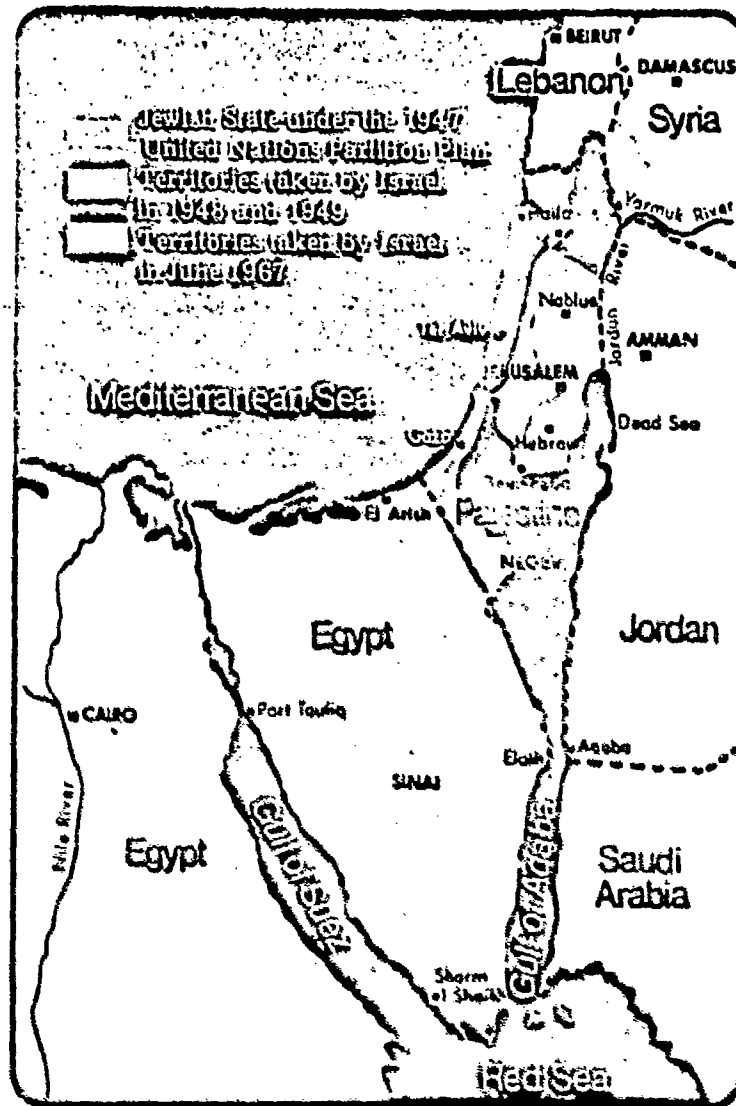 BEIRUT
Lebanon
DAMASCUS
Syria
Jewish State under the 1947
United Nations Partition Plan
Territories taken by Israel
in 1948 and 1949
Territories taken by Israel
in June 1967
Haifa
Yarmuk River
Jordan River
Nablus
TEL AVIV
AMMAN
JERUSALEM
Mediterranean Sea
Gaza
Hebron
Dead Sea
Beersheba
El Arish
Palestine
NEGEV
Egypt
Jordan
CAIRO
Port Taufiq
Elath
Aqaba
SINAI
Nile River
Egypt
Gulf of Suez
Gulf of Aqaba
Saudi
Arabia
Sharm
el Sheikh
Red Sea